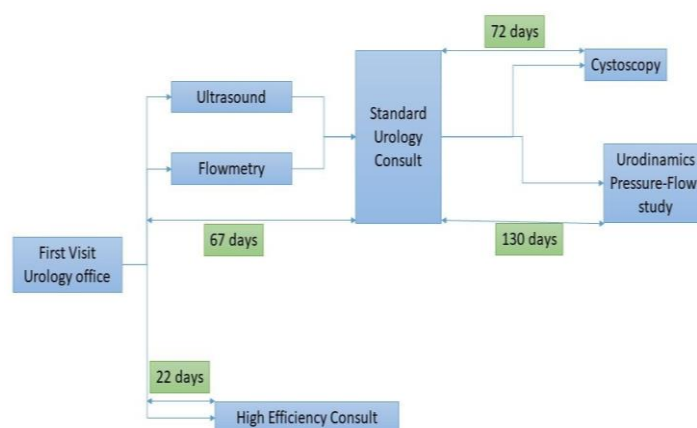 72 days
Cystoscopy
Ultrasound
Standard
Urology
Consult
Flowmetry
Urodinamics
Pressure-Flow
study
67 days
130 days
First Visit
Urology office
22 days
High Efficiency Consult